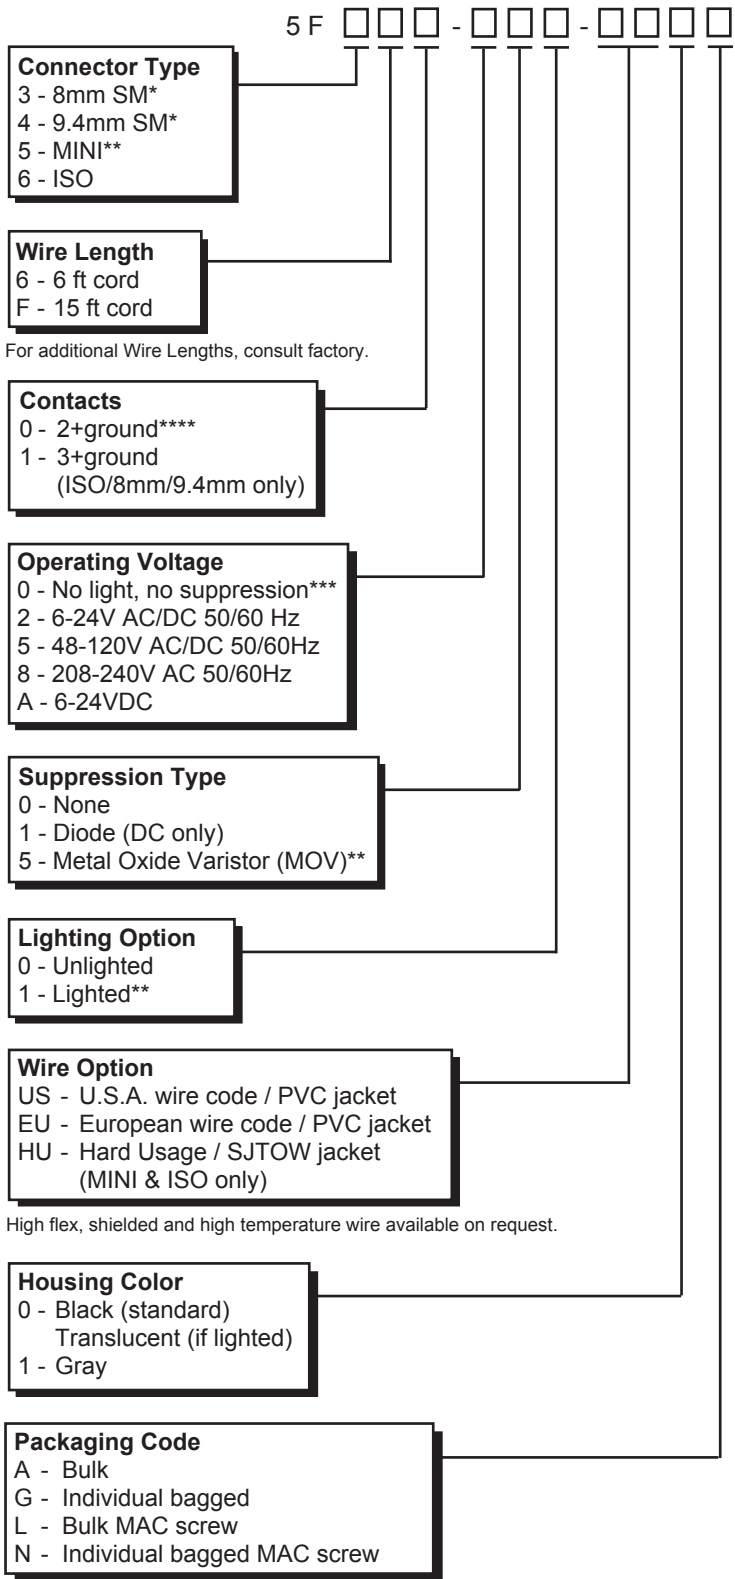 5 F □□□ - □□□ - □□□□
Connector Type
3 - 8mm SM*
4 - 9.4mm SM*
5 - MINI**
6 - ISO
Wire Length
6 - 6 ft cord
F - 15 ft cord
For additional Wire Lengths, consult factory.
Contacts
0 - 2+ground****
1 - 3+ground
(ISO/8mm/9.4mm only)
Operating Voltage
0 - No light, no suppression***
2 - 6-24V AC/DC 50/60 Hz
5 - 48-120V AC/DC 50/60Hz
8 - 208-240V AC 50/60Hz
A - 6-24VDC
Suppression Type
0 - None
1 - Diode (DC only)
5 - Metal Oxide Varistor (MOV)**
Lighting Option
0 - Unlighted
1 - Lighted**
Wire Option
US - U.S.A. wire code / PVC jacket
EU - European wire code / PVC jacket
HU - Hard Usage / SJTOW jacket
(MINI & ISO only)
High flex, shielded and high temperature wire available on request.
Housing Color
0 - Black (standard)
Translucent (if lighted)
1 - Gray
Packaging Code
A - Bulk
G - Individual bagged
L - Bulk MAC screw
N - Individual bagged MAC screw